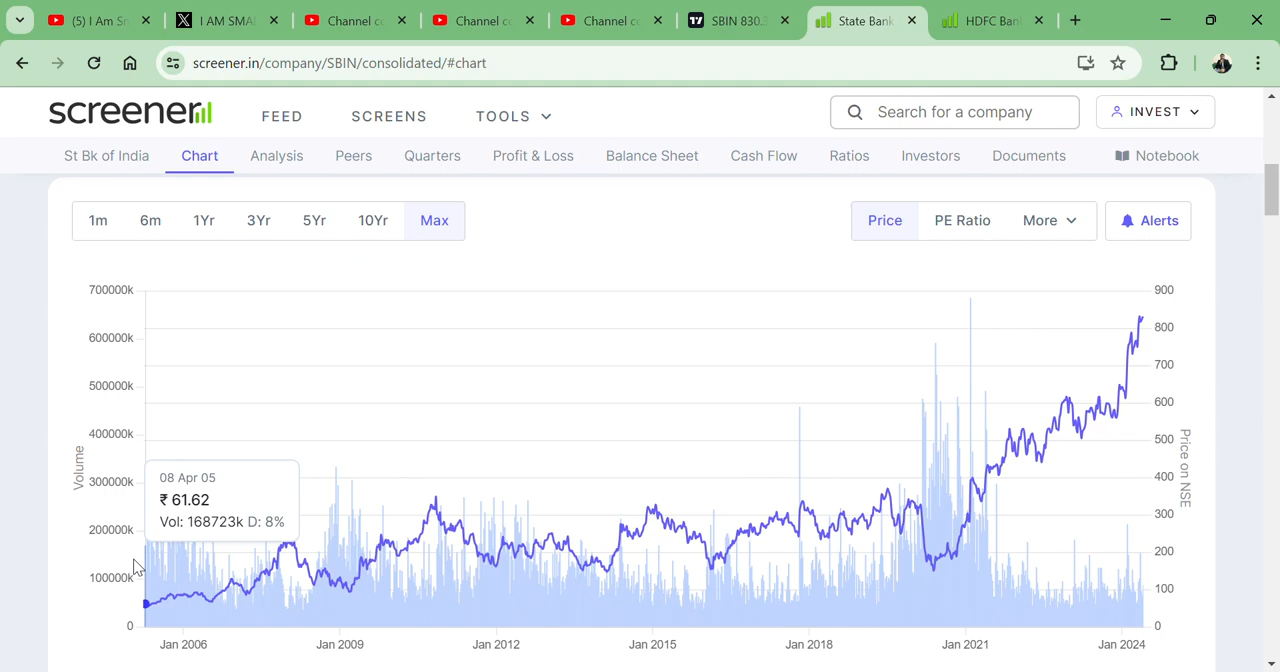 (5) I Am Sm
I AM SMA
Channel co
Channel co
Channel co
SBIN 830.
State Bank
HDFC Ban
screener.in/company/SBIN/consolidated/#chart
screener
FEED
SCREENS
TOOLS
Search for a company
INVEST
St Bk of India
Chart
Analysis
Peers
Quarters
Profit & Loss
Balance Sheet
Cash Flow
Ratios
Investors
Documents
Notebook
1m
6m
1Yr
3Yr
5Yr
10Yr
Max
Price
PE Ratio
More
Alerts
700000k
600000k
500000k
400000k
300000k
200000k
100000k
0
Volume
08 Apr 05
₹ 61.62
Vol: 168723k D: 8%
900
800
700
600
500
400
300
200
100
0
Price on NSE
Jan 2006
Jan 2009
Jan 2012
Jan 2015
Jan 2018
Jan 2021
Jan 2024